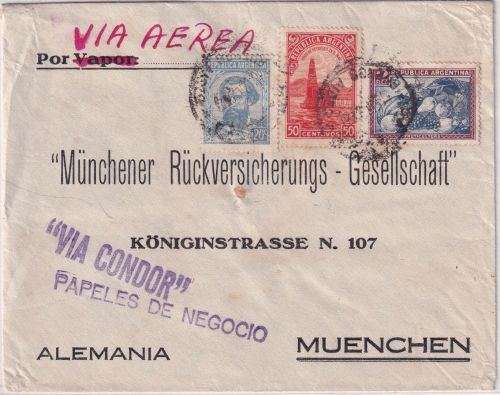 VIA AEREA
Por Vapor:
REPUBLICA ARGENTINA
REPUBLICA ARGENTINA
50 CENTAVOS 50
REPUBLICA ARGENTINA
FRUTICULTURA
"Münchener Rückversicherungs - Gesellschaft"
KÖNIGINSTRASSE N. 107
"VIA CONDOR"
PAPELES DE NEGOCIO
ALEMANIA
MUENCHEN